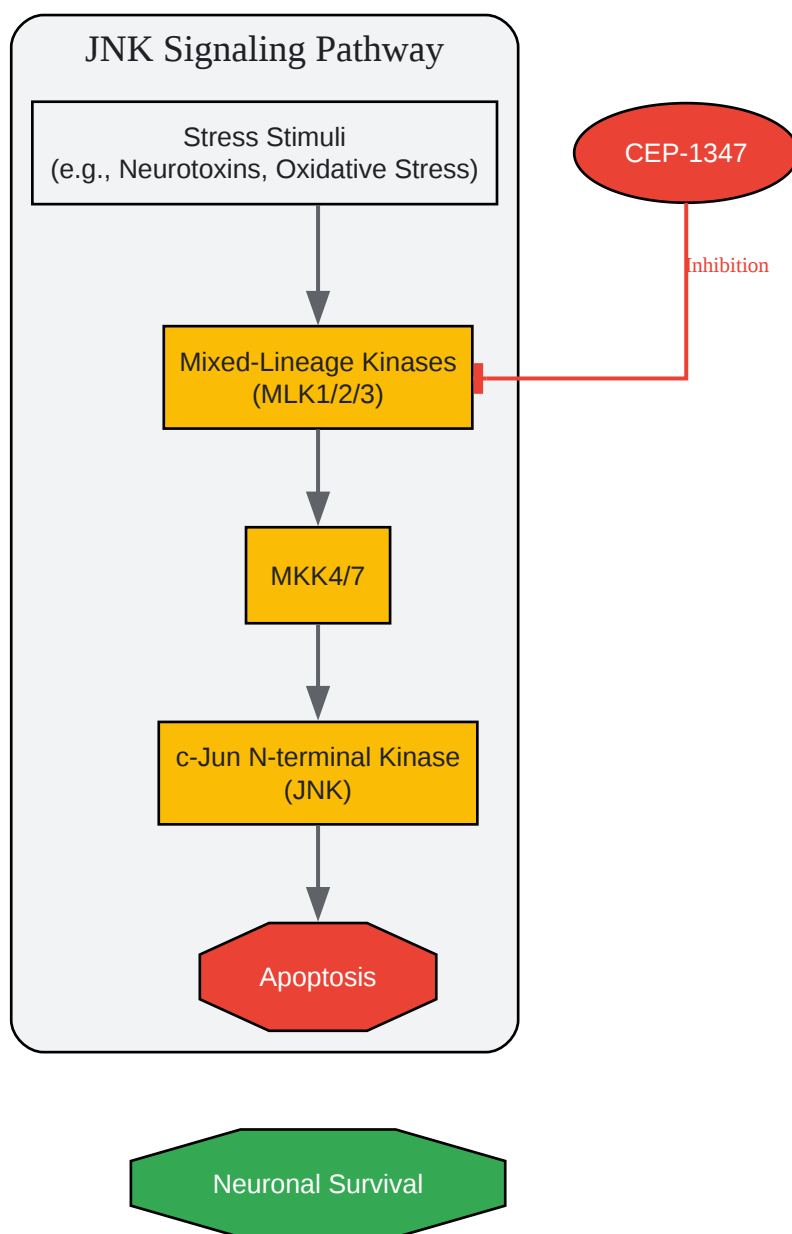 JNK Signaling Pathway
Stress Stimuli
(e.g., Neurotoxins, Oxidative Stress)
CEP-1347
Inhibition
Mixed-Lineage Kinases
(MLK1/2/3)
MKK4/7
c-Jun N-terminal Kinase
(JNK)
Apoptosis
Neuronal Survival